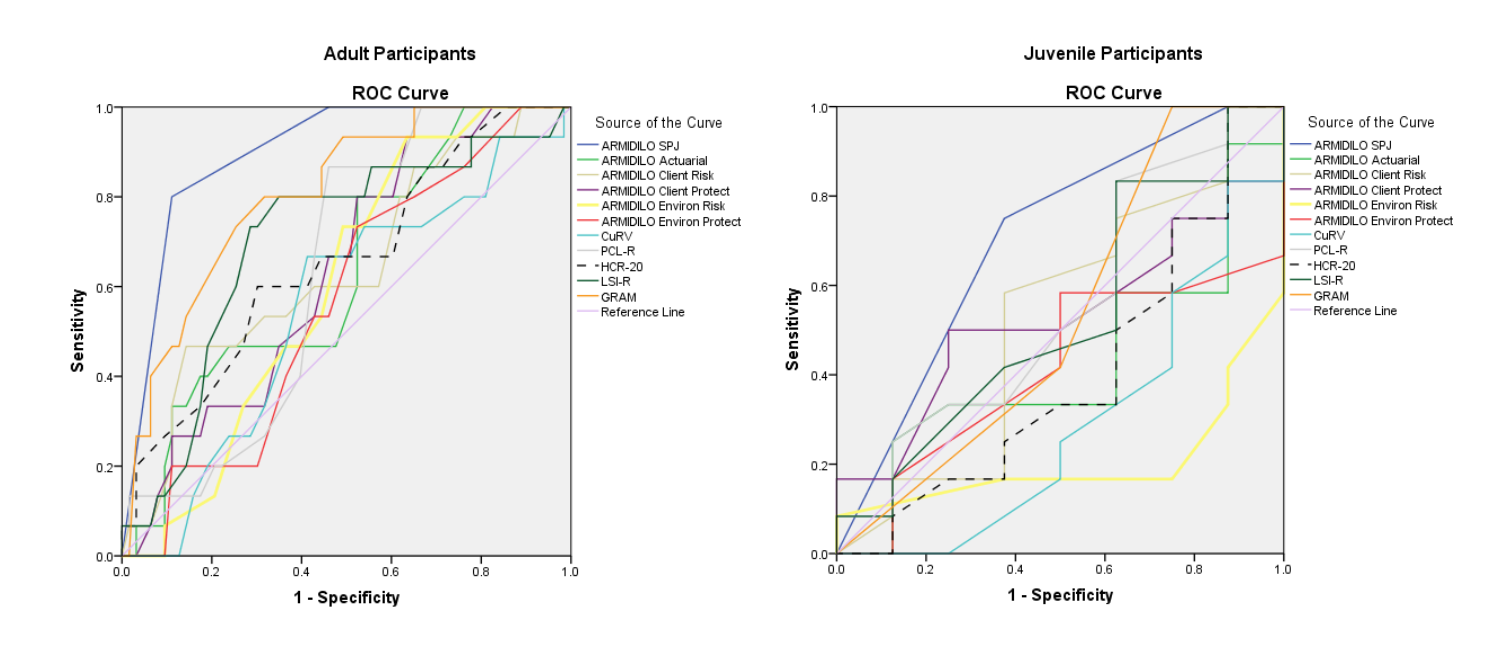 Adult Participants
ROC Curve
Sensitivity
1.0
0.8
0.6
0.4
0.2
0.0
0.0 0.2 0.4 0.6 0.8 1.0
1 - Specificity
Source of the Curve
ARMIDILO SPJ
ARMIDILO Actuarial
ARMIDILO Client Risk
ARMIDILO Client Protect
ARMIDILO Environ Risk
ARMIDILO Environ Protect
CuRV
PCL-R
HCR-20
LSI-R
GRAM
Reference Line
Juvenile Participants
ROC Curve
Sensitivity
1.0
0.8
0.6
0.4
0.2
0.0
0.0 0.2 0.4 0.6 0.8 1.0
1 - Specificity
Source of the Curve
ARMIDILO SPJ
ARMIDILO Actuarial
ARMIDILO Client Risk
ARMIDILO Client Protect
ARMIDILO Environ Risk
ARMIDILO Environ Protect
CuRV
PCL-R
HCR-20
LSI-R
GRAM
Reference Line